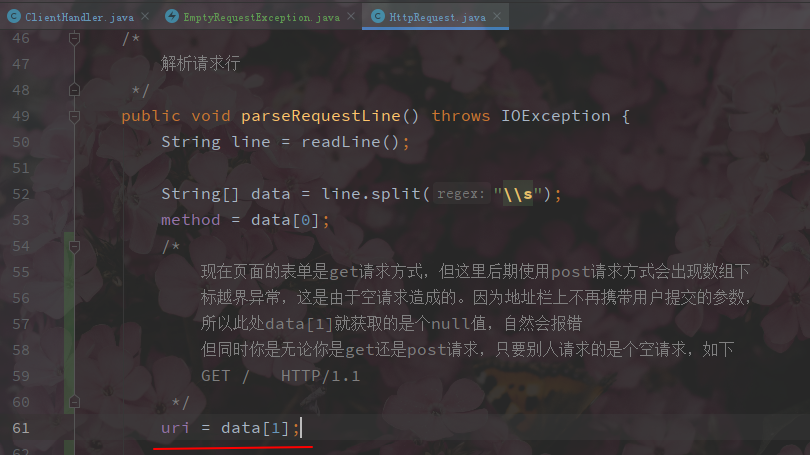 ClientHandler.java × EmptyRequestException.java × HttpRequest.java ×
46 /*
47 解析请求行
48 */
49 public void parseRequestLine() throws IOException {
50 String line = readLine();
51
52 String[] data = line.split( regex: "\\s");
53 method = data[0];
54 /*
55 现在页面的表单是get请求方式，但这里后期使用post请求方式会出现数组下
56 标越界异常，这是由于空请求造成的。因为地址栏上不再携带用户提交的参数，
57 所以此处data[1]就获取的是个null值，自然会报错
58 但同时你是无论你是get还是post请求，只要别人请求的是个空请求，如下
59 GET /   HTTP/1.1
60 */
61 uri = data[1];
62